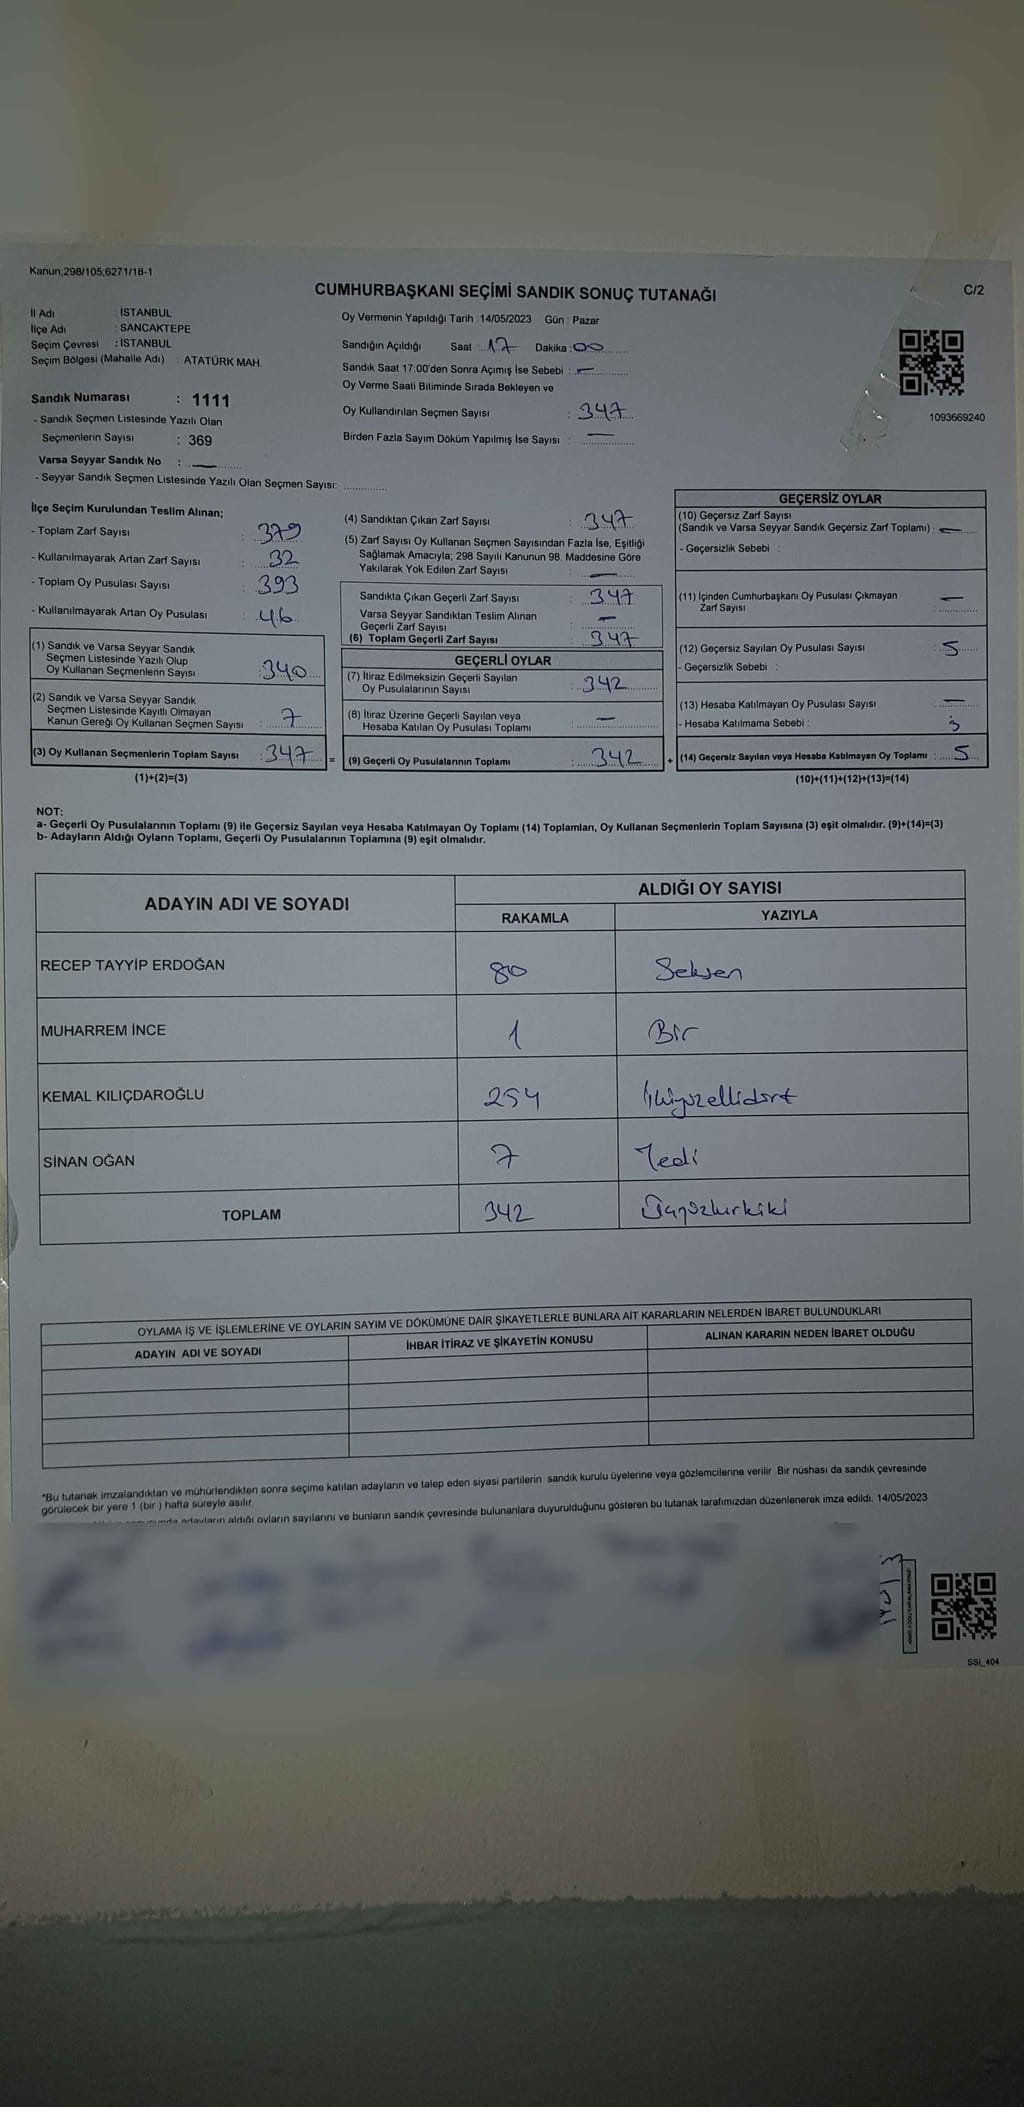 Kanun;298/105;6271/18-1
CUMHURBAŞKANI SEÇİMİ SANDIK SONUÇ TUTANAĞI
C/2
İl Adı : İSTANBUL
İlçe Adı : SANCAKTEPE
Seçim Çevresi : İSTANBUL
Seçim Bölgesi (Mahalle Adı) : ATATÜRK MAH.
Sandık Numarası : 1111
- Sandık Seçmen Listesinde Yazılı Olan
Seçmenlerin Sayısı : 369
Varsa Seyyar Sandık No : —
- Seyyar Sandık Seçmen Listesinde Yazılı Olan Seçmen Sayısı: ..............
Oy Vermenin Yapıldığı Tarih : 14/05/2023 Gün : Pazar
Sandığın Açıldığı Saat : 17 Dakika : 00
Sandık Saat 17:00'den Sonra Açımış İse Sebebi : —
Oy Verme Saati Bitiminde Sırada Bekleyen ve
Oy Kullandırılan Seçmen Sayısı : 347
Birden Fazla Sayım Döküm Yapılmış İse Sayısı : —
1093669240
İlçe Seçim Kurulundan Teslim Alınan;
- Toplam Zarf Sayısı : 379
- Kullanılmayarak Artan Zarf Sayısı : 32
- Toplam Oy Pusulası Sayısı : 393
- Kullanılmayarak Artan Oy Pusulası : 46
(1) Sandık ve Varsa Seyyar Sandık
Seçmen Listesinde Yazılı Olup
Oy Kullanan Seçmenlerin Sayısı : 340
(2) Sandık ve Varsa Seyyar Sandık
Seçmen Listesinde Kayıtlı Olmayan
Kanun Gereği Oy Kullanan Seçmen Sayısı : 7
(3) Oy Kullanan Seçmenlerin Toplam Sayısı : 347 =
(1)+(2)=(3)
(4) Sandıktan Çıkan Zarf Sayısı : 347
(5) Zarf Sayısı Oy Kullanan Seçmen Sayısından Fazla İse, Eşitliği
Sağlamak Amacıyla; 298 Sayılı Kanunun 98. Maddesine Göre
Yakılarak Yok Edilen Zarf Sayısı : —
Sandıkta Çıkan Geçerli Zarf Sayısı : 347
Varsa Seyyar Sandıktan Teslim Alınan
Geçerli Zarf Sayısı : —
(6) Toplam Geçerli Zarf Sayısı : 347
GEÇERLİ OYLAR
(7) İtiraz Edilmeksizin Geçerli Sayılan
Oy Pusulalarının Sayısı : 342
(8) İtiraz Üzerine Geçerli Sayılan veya
Hesaba Katılan Oy Pusulası Toplamı : —
(9) Geçerli Oy Pusulalarının Toplamı : 342 +
GEÇERSİZ OYLAR
(10) Geçersiz Zarf Sayısı
(Sandık ve Varsa Seyyar Sandık Geçersiz Zarf Toplamı) : —
- Geçersizlik Sebebi :
(11) İçinden Cumhurbaşkanı Oy Pusulası Çıkmayan
Zarf Sayısı : —
(12) Geçersiz Sayılan Oy Pusulası Sayısı : 5
- Geçersizlik Sebebi :
(13) Hesaba Katılmayan Oy Pusulası Sayısı : —
- Hesaba Katılmama Sebebi :
(14) Geçersiz Sayılan veya Hesaba Katılmayan Oy Toplamı : 5
(10)+(11)+(12)+(13)=(14)
NOT:
a- Geçerli Oy Pusulalarının Toplamı (9) ile Geçersiz Sayılan veya Hesaba Katılmayan Oy Toplamı (14) Toplamları, Oy Kullanan Seçmenlerin Toplam Sayısına (3) eşit olmalıdır. (9)+(14)=(3)
b- Adayların Aldığı Oyların Toplamı, Geçerli Oy Pusulalarının Toplamına (9) eşit olmalıdır.
ADAYIN ADI VE SOYADI
ALDIĞI OY SAYISI
RAKAMLA YAZIYLA
RECEP TAYYİP ERDOĞAN 80 Seksen
MUHARREM İNCE 1 Bir
KEMAL KILIÇDAROĞLU 254 İkiyüzellidört
SİNAN OĞAN 7 Yedi
TOPLAM 342 Üçyüzkırkiki
OYLAMA İŞ VE İŞLEMLERİNE VE OYLARIN SAYIM VE DÖKÜMÜNE DAİR ŞİKAYETLERLE BUNLARA AİT KARARLARIN NELERDEN İBARET BULUNDUKLARI
ADAYIN ADI VE SOYADI İHBAR İTİRAZ VE ŞİKAYETİN KONUSU ALINAN KARARIN NEDEN İBARET OLDUĞU
*Bu tutanak imzalandıktan ve mühürlendikten sonra seçime katılan adayların ve talep eden siyasi partilerin sandık kurulu üyelerine veya gözlemcilerine verilir .Bir nüshası da sandık çevresinde
görülecek bir yere 1 (bir ) hafta süreyle asılır.
adayların aldığı oyların sayılarını ve bunların sandık çevresinde bulunanlara duyurulduğunu gösteren bu tutanak tarafımızdan düzenlenerek imza edildi. 14/05/2023
SSİ_404